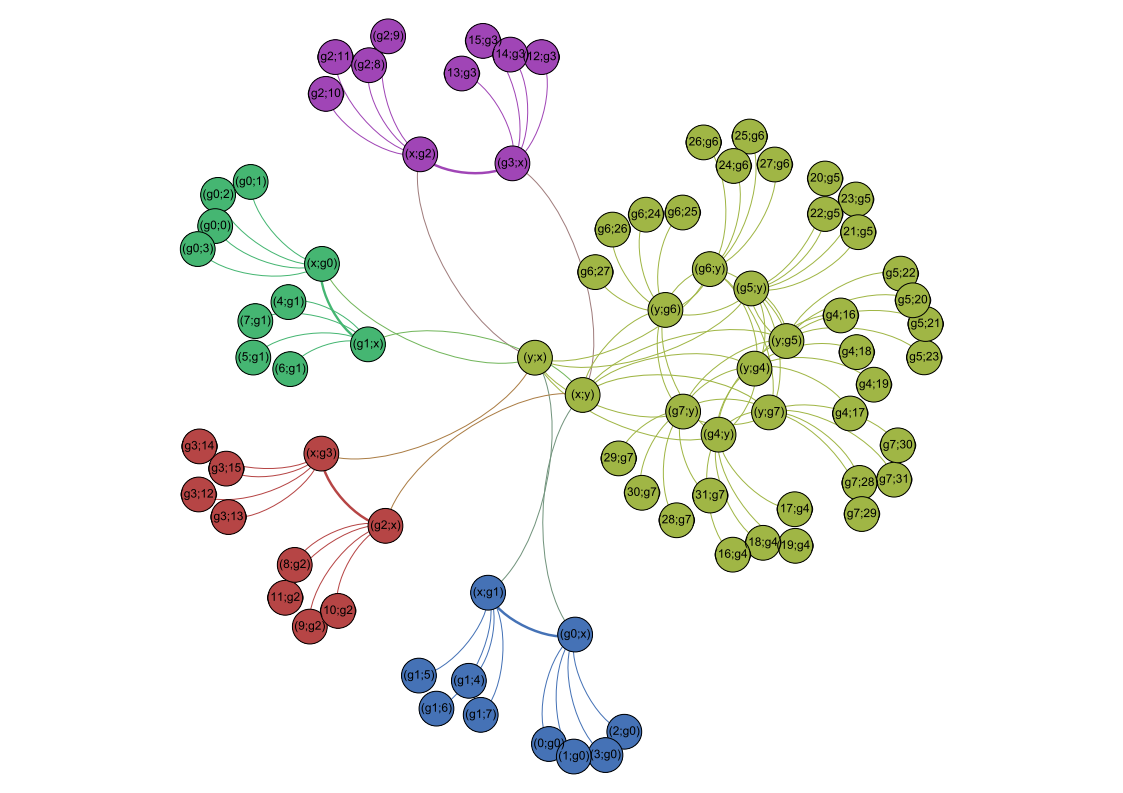 (g2;9)
15;g3
14;g3
12;g3
g2;11
(g2;8)
13;g3
g2;10
(x;g2)
(g3;x)
26;g6
25;g6
24;g6
27;g6
20;g5
23;g5
22;g5
21;g5
(g0;1)
(g0;2)
(g0;0)
(g0;3)
(x;g0)
g6;24
g6;25
g6;26
g6;27
(g6;y)
(g5;y)
(y;g6)
g5;22
g5;20
g5;21
g5;23
(4;g1)
(7;g1)
(5;g1)
(6;g1)
(g1;x)
g4;16
(y;g5)
g4;18
(y;x)
(y;g4)
g4;19
(x;y)
(g7;y)
(y;g7)
g4;17
(g4;y)
g3;14
g3;15
(x;g3)
g3;12
g3;13
(g2;x)
29;g7
30;g7
31;g7
28;g7
g7;30
g7;28
g7;31
g7;29
17;g4
16;g4
18;g4
19;g4
(8;g2)
11;g2
10;g2
(9;g2)
(x;g1)
(g0;x)
(g1;5)
(g1;4)
(g1;6)
(g1;7)
(2;g0)
(0;g0)
(1;g0)
(3;g0)